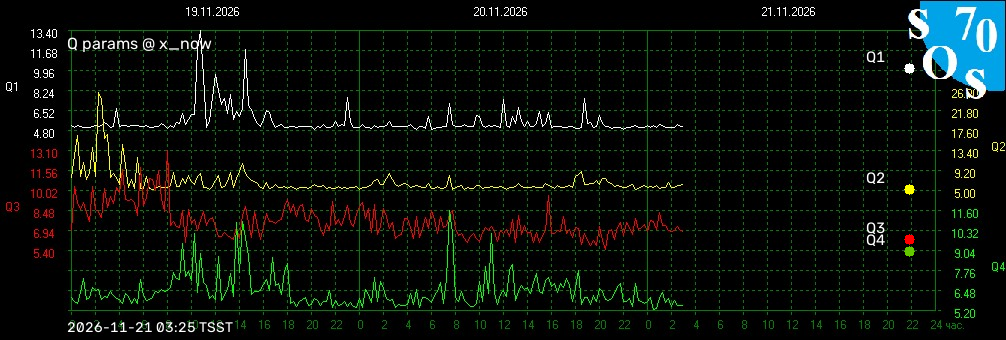 19.11.2026 20.11.2026 21.11.2026
S 70
OS
Q params @ x_now
13.40
11.68
9.96
8.24
6.52
4.80
Q1
13.10
11.56
10.02
8.48
6.94
5.40
Q3
Q1
Q2
Q3
Q4
26.00
21.80
17.60
13.40
9.20
5.00
Q2
11.60
10.32
9.04
7.76
6.48
5.20
Q4
2026-11-21 03:25 TSST
14 16 18 20 22 0 2 4 6 8 10 12 14 16 18 20 22 0 2 4 6 8 10 12 14 16 18 20 22 24 час.